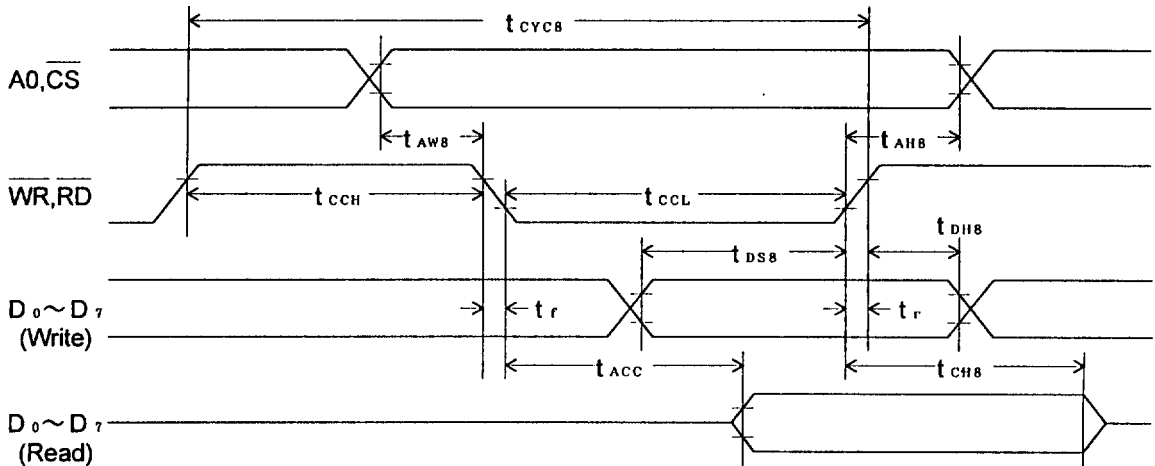 tCYC8
A0,CS
tAW8
tAH8
WR,RD
tCCH
tCCL
tDH8
tDS8
D0~D7
(Write)
tf
tr
tACC
tCH8
D0~D7
(Read)